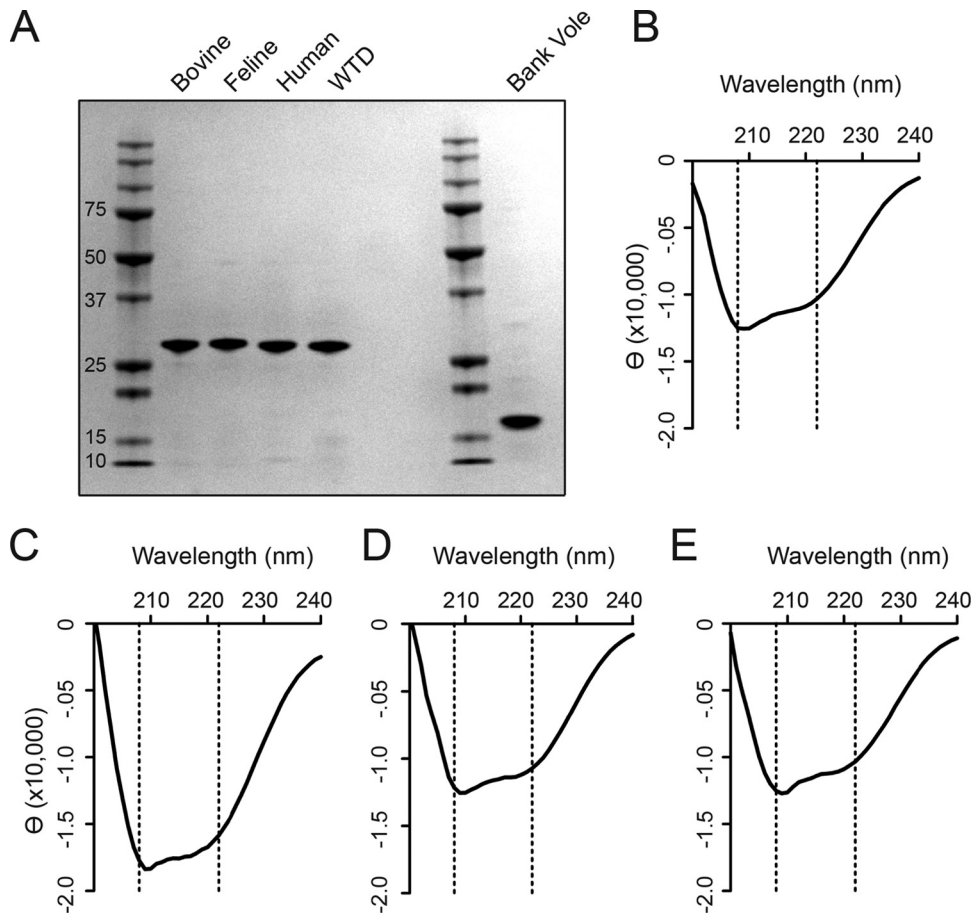 A
Bovine
Feline
Human
WTD
Bank Vole
75
50
37
25
15
10
B
Wavelength (nm)
210 220 230 240
0
-.05
-1.0
-1.5
-2.0
Θ (x10,000)
C
Wavelength (nm)
210 220 230 240
0
-.05
-1.0
-1.5
-2.0
Θ (x10,000)
D
Wavelength (nm)
210 220 230 240
0
-.05
-1.0
-1.5
-2.0
E
Wavelength (nm)
210 220 230 240
0
-.05
-1.0
-1.5
-2.0